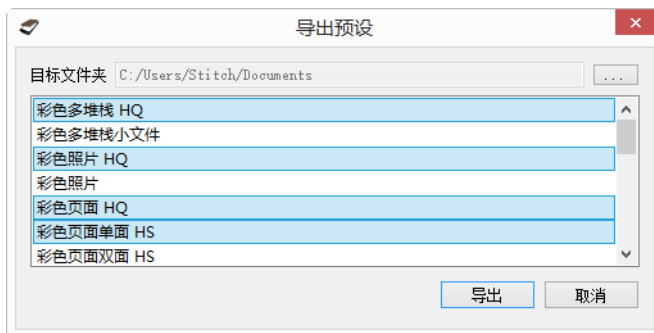 导出预设
目标文件夹 C:/Users/Stitch/Documents ...
彩色多堆栈 HQ
彩色多堆栈小文件
彩色照片 HQ
彩色照片
彩色页面 HQ
彩色页面单面 HS
彩色页面双面 HS
导出 取消